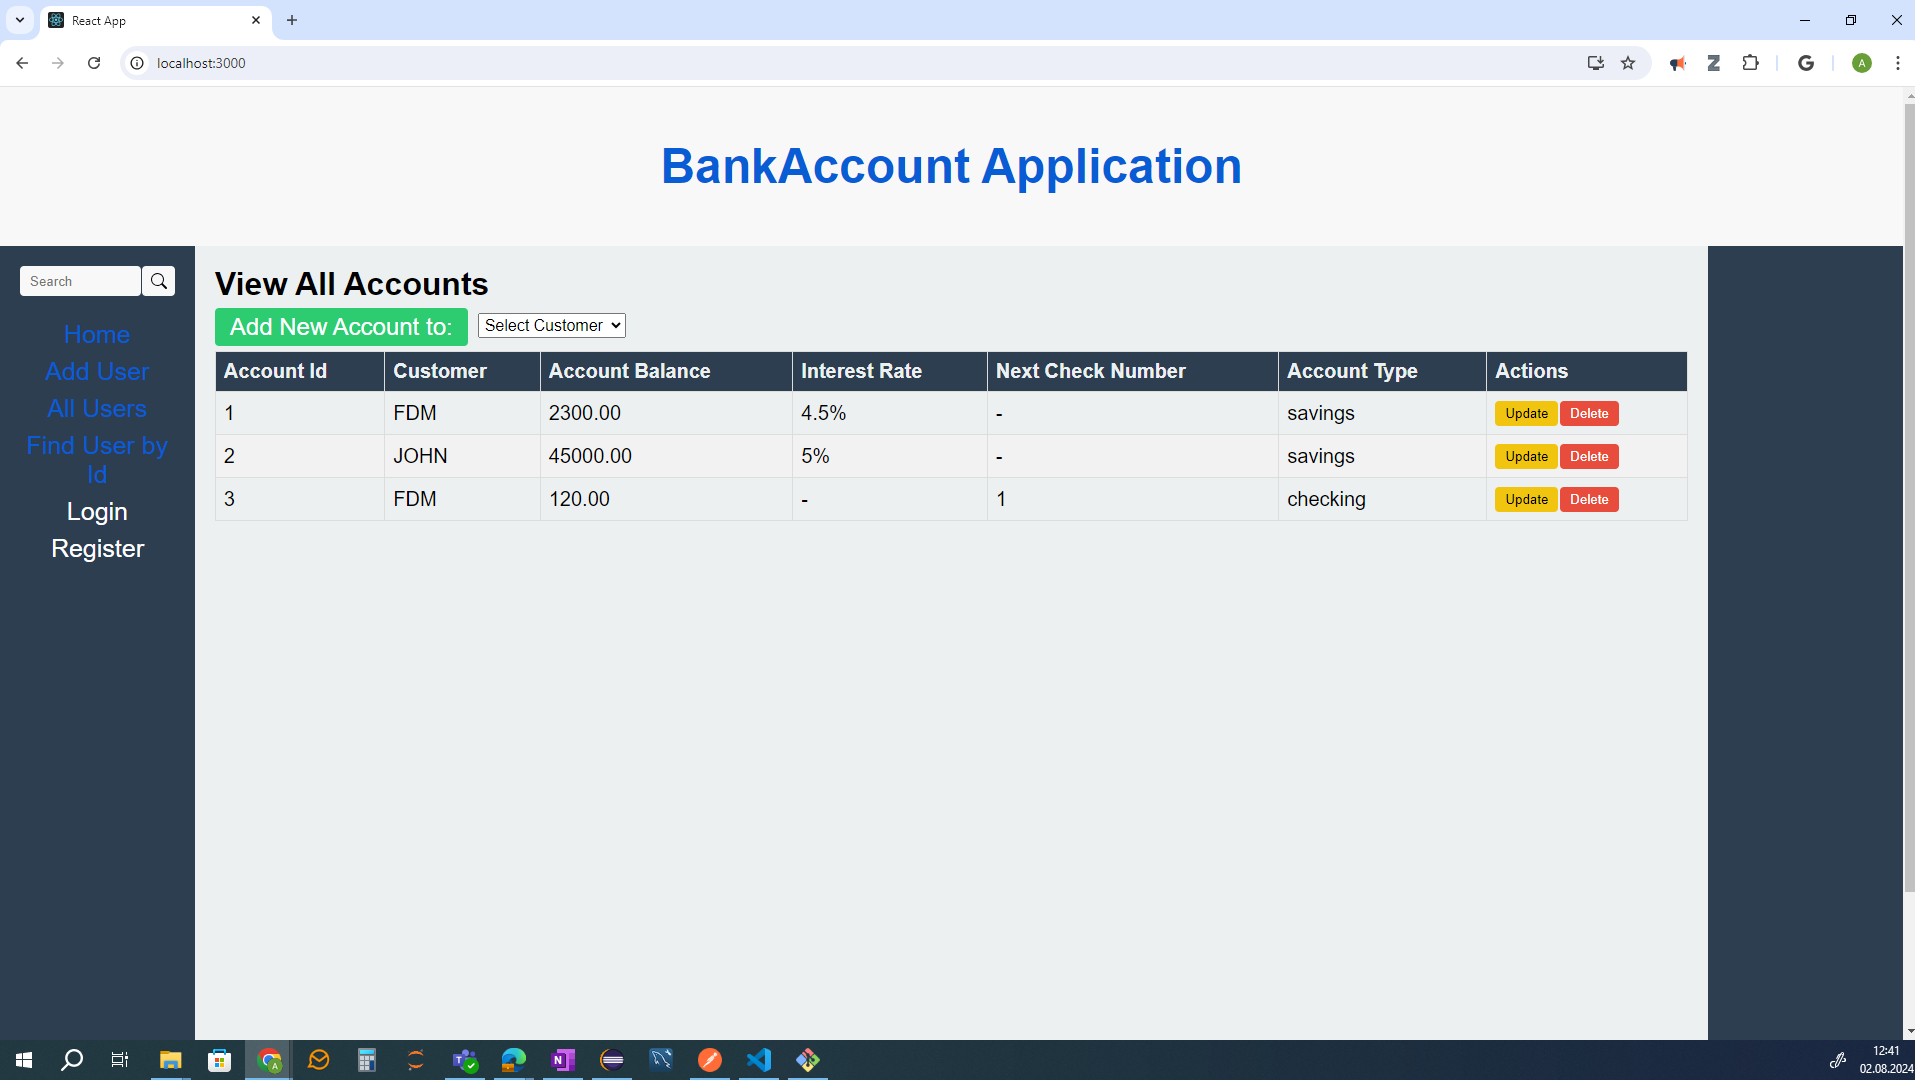 React App
localhost:3000
A
BankAccount Application
Search
Home
Add User
All Users
Find User by
Id
Login
Register
View All Accounts
Add New Account to: Select Customer
Account Id Customer Account Balance Interest Rate Next Check Number Account Type Actions
1 FDM 2300.00 4.5% - savings Update Delete
2 JOHN 45000.00 5% - savings Update Delete
3 FDM 120.00 - 1 checking Update Delete
12:41
02.08.2024